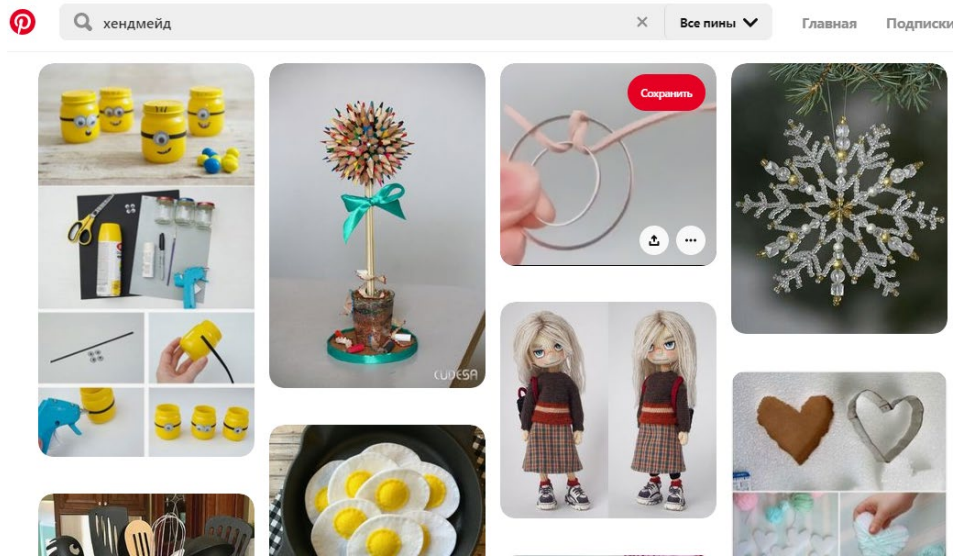 хендмейд
Все пины
Главная
Подписки
Сохранить
CUDESA